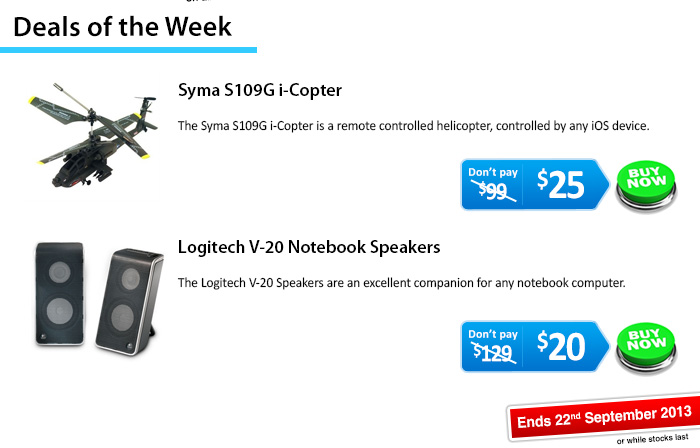 Deals of the Week
Syma S109G i-Copter
The Syma S109G i-Copter is a remote controlled helicopter, controlled by any iOS device.
Don't pay
$99
$25
BUY
NOW
Logitech V-20 Notebook Speakers
The Logitech V-20 Speakers are an excellent companion for any notebook computer.
Don't pay
$129
$20
BUY
NOW
Ends 22nd September 2013
or while stocks last